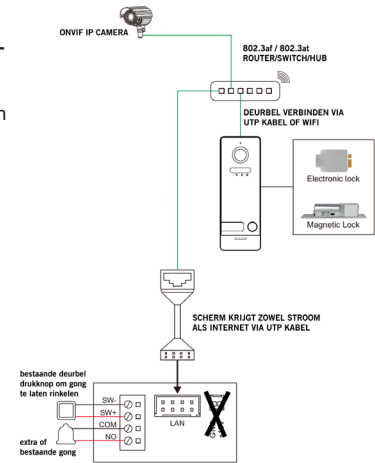 ONVIF IP CAMERA
802.3af / 802.3at
ROUTER/SWITCH/HUB
DEURBEL VERBINDEN VIA
UTP KABEL OF WIFI
Electronic lock
Magnetic Lock
SCHERM KRIJGT ZOWEL STROOM
ALS INTERNET VIA UTP KABEL
bestaande deurbel
drukknop om gong
te laten rinkelen
SW-
SW+
COM
NO
LAN
extra of
bestaande gong